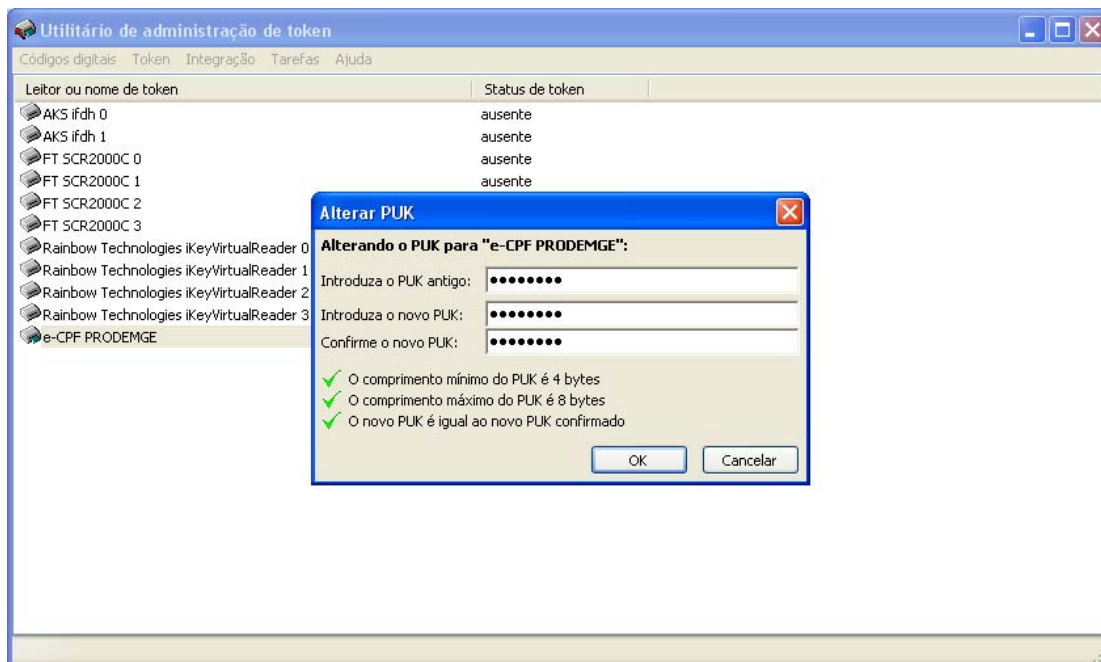 Utilitário de administração de token
Códigos digitais Token Integração Tarefas Ajuda
Leitor ou nome de token Status de token
AKS ifdh 0 ausente
AKS ifdh 1 ausente
FT SCR2000C 0 ausente
FT SCR2000C 1 ausente
FT SCR2000C 2
FT SCR2000C 3
Rainbow Technologies iKeyVirtualReader 0
Rainbow Technologies iKeyVirtualReader 1
Rainbow Technologies iKeyVirtualReader 2
Rainbow Technologies iKeyVirtualReader 3
e-CPF PRODEMGE
Alterar PUK
Alterando o PUK para "e-CPF PRODEMGE":
Introduza o PUK antigo: ●●●●●●●●
Introduza o novo PUK: ●●●●●●●●
Confirme o novo PUK: ●●●●●●●●
O comprimento mínimo do PUK é 4 bytes
O comprimento máximo do PUK é 8 bytes
O novo PUK é igual ao novo PUK confirmado
OK Cancelar